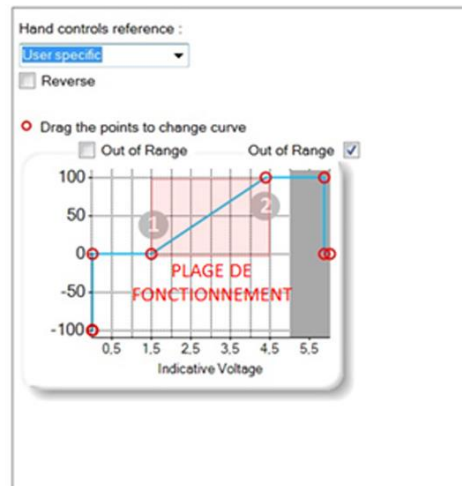 Hand controls reference :
User specific
Reverse
Drag the points to change curve
Out of Range Out of Range
100
50
0
-50
-100
1
2
PLAGE DE
FONCTIONNEMENT
0,5 1,5 2,5 3,5 4,5 5,5
Indicative Voltage